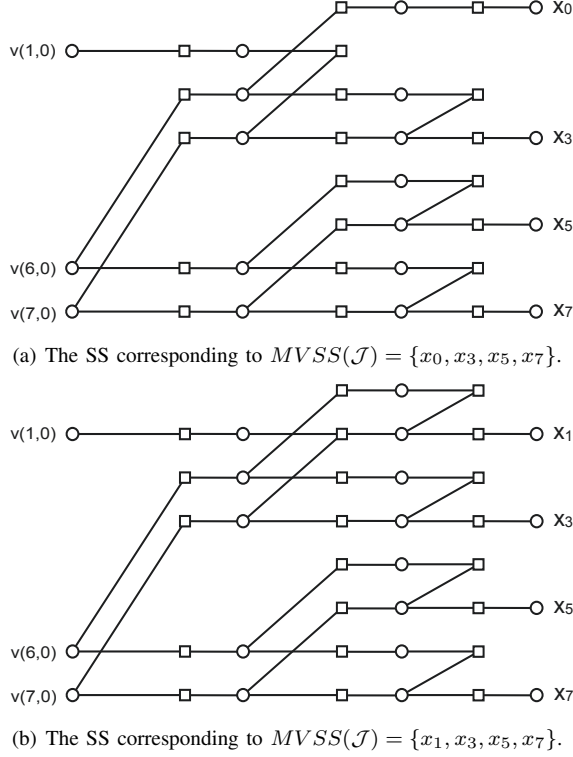 x0
v(1,0)
x3
x5
v(6,0)
v(7,0)
x7
(a) The SS corresponding to MVSS(𝒥) = {x₀, x₃, x₅, x₇}.
v(1,0)
x1
x3
x5
v(6,0)
v(7,0)
x7
(b) The SS corresponding to MVSS(𝒥) = {x₁, x₃, x₅, x₇}.